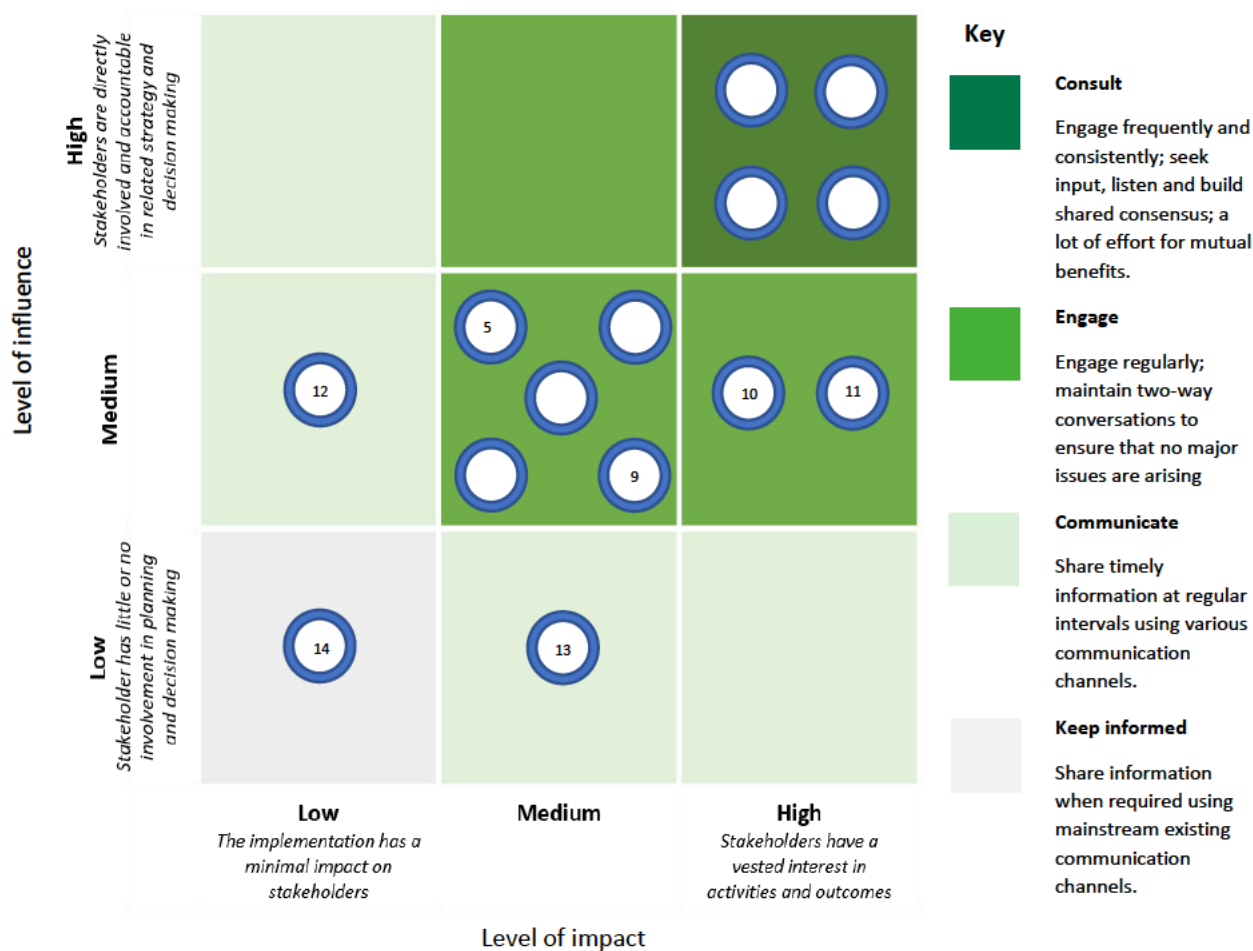 Level of influence
High
Stakeholders are directly
involved and accountable
in related strategy and
decision making
Medium
Low
Stakeholder has little or no
involvement in planning
and decision making
5
12
10
11
9
14
13
Low
The implementation has a
minimal impact on
stakeholders
Medium
High
Stakeholders have a
vested interest in
activities and outcomes
Level of impact
Key
Consult
Engage frequently and
consistently; seek
input, listen and build
shared consensus; a
lot of effort for mutual
benefits.
Engage
Engage regularly;
maintain two-way
conversations to
ensure that no major
issues are arising
Communicate
Share timely
information at regular
intervals using various
communication
channels.
Keep informed
Share information
when required using
mainstream existing
communication
channels.